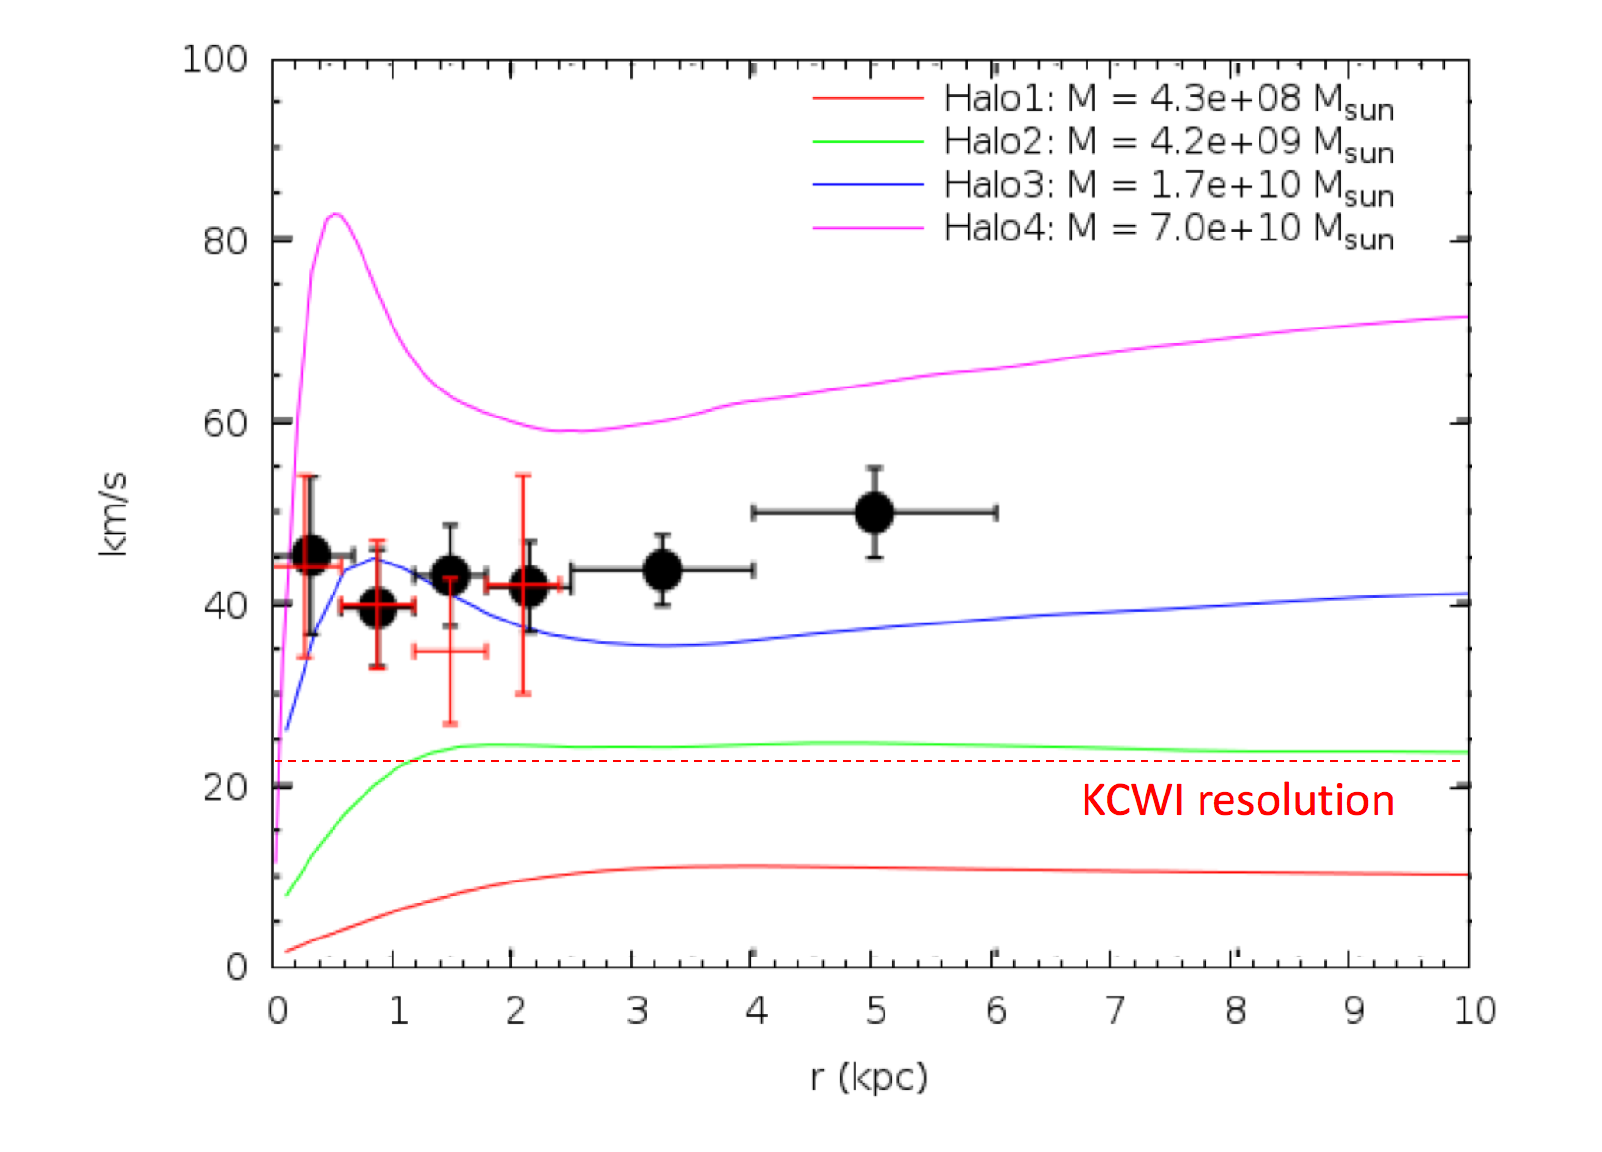 100
80
60
40
20
0
km/s
Halo1: M = 4.3e+08 Msun
Halo2: M = 4.2e+09 Msun
Halo3: M = 1.7e+10 Msun
Halo4: M = 7.0e+10 Msun
KCWI resolution
0 1 2 3 4 5 6 7 8 9 10
r (kpc)